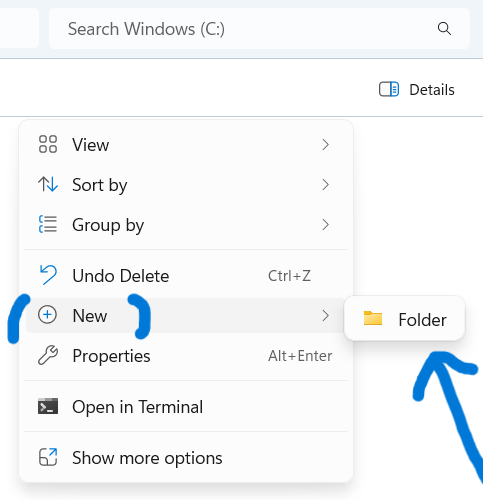 Search Windows (C:)
Details
View
Sort by
Group by
Undo Delete Ctrl+Z
New
Folder
Properties Alt+Enter
Open in Terminal
Show more options